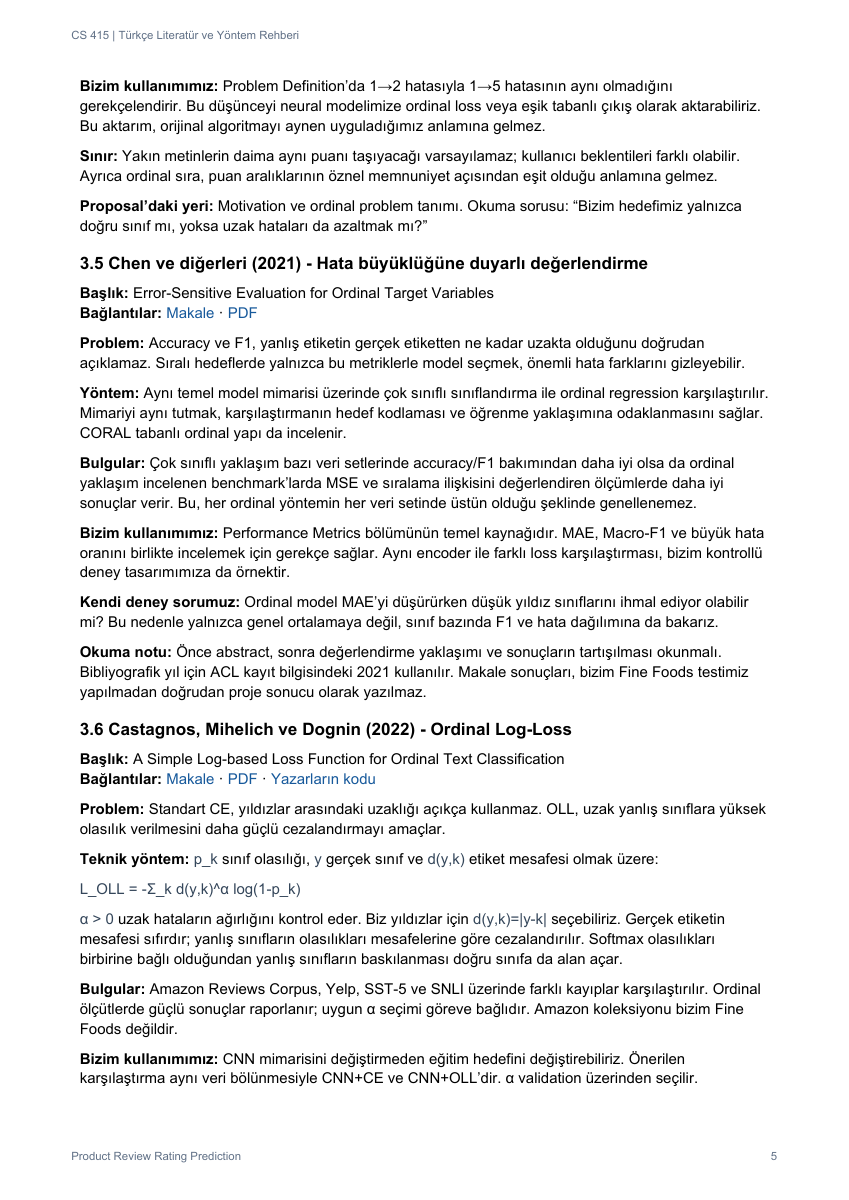 CS 415 | Türkçe Literatür ve Yöntem Rehberi
Bizim kullanımımız: Problem Definition’da 1→2 hatasıyla 1→5 hatasının aynı olmadığını
gerekçelendirir. Bu düşünceyi neural modelimize ordinal loss veya eşik tabanlı çıkış olarak aktarabiliriz.
Bu aktarım, orijinal algoritmayı aynen uyguladığımız anlamına gelmez.
Sınır: Yakın metinlerin daima aynı puanı taşıyacağı varsayılamaz; kullanıcı beklentileri farklı olabilir.
Ayrıca ordinal sıra, puan aralıklarının öznel memnuniyet açısından eşit olduğu anlamına gelmez.
Proposal’daki yeri: Motivation ve ordinal problem tanımı. Okuma sorusu: “Bizim hedefimiz yalnızca
doğru sınıf mı, yoksa uzak hataları da azaltmak mı?”
3.5 Chen ve diğerleri (2021) - Hata büyüklüğüne duyarlı değerlendirme
Başlık: Error-Sensitive Evaluation for Ordinal Target Variables
Bağlantılar: Makale · PDF
Problem: Accuracy ve F1, yanlış etiketin gerçek etiketten ne kadar uzakta olduğunu doğrudan
açıklamaz. Sıralı hedeflerde yalnızca bu metriklerle model seçmek, önemli hata farklarını gizleyebilir.
Yöntem: Aynı temel model mimarisi üzerinde çok sınıflı sınıflandırma ile ordinal regression karşılaştırılır.
Mimariyi aynı tutmak, karşılaştırmanın hedef kodlaması ve öğrenme yaklaşımına odaklanmasını sağlar.
CORAL tabanlı ordinal yapı da incelenir.
Bulgular: Çok sınıflı yaklaşım bazı veri setlerinde accuracy/F1 bakımından daha iyi olsa da ordinal
yaklaşım incelenen benchmark’larda MSE ve sıralama ilişkisini değerlendiren ölçümlerde daha iyi
sonuçlar verir. Bu, her ordinal yöntemin her veri setinde üstün olduğu şeklinde genellenemez.
Bizim kullanımımız: Performance Metrics bölümünün temel kaynağıdır. MAE, Macro-F1 ve büyük hata
oranını birlikte incelemek için gerekçe sağlar. Aynı encoder ile farklı loss karşılaştırması, bizim kontrollü
deney tasarımımıza da örnektir.
Kendi deney sorumuz: Ordinal model MAE’yi düşürürken düşük yıldız sınıflarını ihmal ediyor olabilir
mi? Bu nedenle yalnızca genel ortalamaya değil, sınıf bazında F1 ve hata dağılımına da bakarız.
Okuma notu: Önce abstract, sonra değerlendirme yaklaşımı ve sonuçların tartışılması okunmalı.
Bibliyografik yıl için ACL kayıt bilgisindeki 2021 kullanılır. Makale sonuçları, bizim Fine Foods testimiz
yapılmadan doğrudan proje sonucu olarak yazılmaz.
3.6 Castagnos, Mihelich ve Dognin (2022) - Ordinal Log-Loss
Başlık: A Simple Log-based Loss Function for Ordinal Text Classification
Bağlantılar: Makale · PDF · Yazarların kodu
Problem: Standart CE, yıldızlar arasındaki uzaklığı açıkça kullanmaz. OLL, uzak yanlış sınıflara yüksek
olasılık verilmesini daha güçlü cezalandırmayı amaçlar.
Teknik yöntem: p_k sınıf olasılığı, y gerçek sınıf ve d(y,k) etiket mesafesi olmak üzere:
L_OLL = -Σ_k d(y,k)^α log(1-p_k)
α > 0 uzak hataların ağırlığını kontrol eder. Biz yıldızlar için d(y,k)=|y-k| seçebiliriz. Gerçek etiketin
mesafesi sıfırdır; yanlış sınıfların olasılıkları mesafelerine göre cezalandırılır. Softmax olasılıkları
birbirine bağlı olduğundan yanlış sınıfların baskılanması doğru sınıfa da alan açar.
Bulgular: Amazon Reviews Corpus, Yelp, SST-5 ve SNLI üzerinde farklı kayıplar karşılaştırılır. Ordinal
ölçütlerde güçlü sonuçlar raporlanır; uygun α seçimi göreve bağlıdır. Amazon koleksiyonu bizim Fine
Foods değildir.
Bizim kullanımımız: CNN mimarisini değiştirmeden eğitim hedefini değiştirebiliriz. Önerilen
karşılaştırma aynı veri bölünmesiyle CNN+CE ve CNN+OLL’dir. α validation üzerinden seçilir.
Product Review Rating Prediction
5